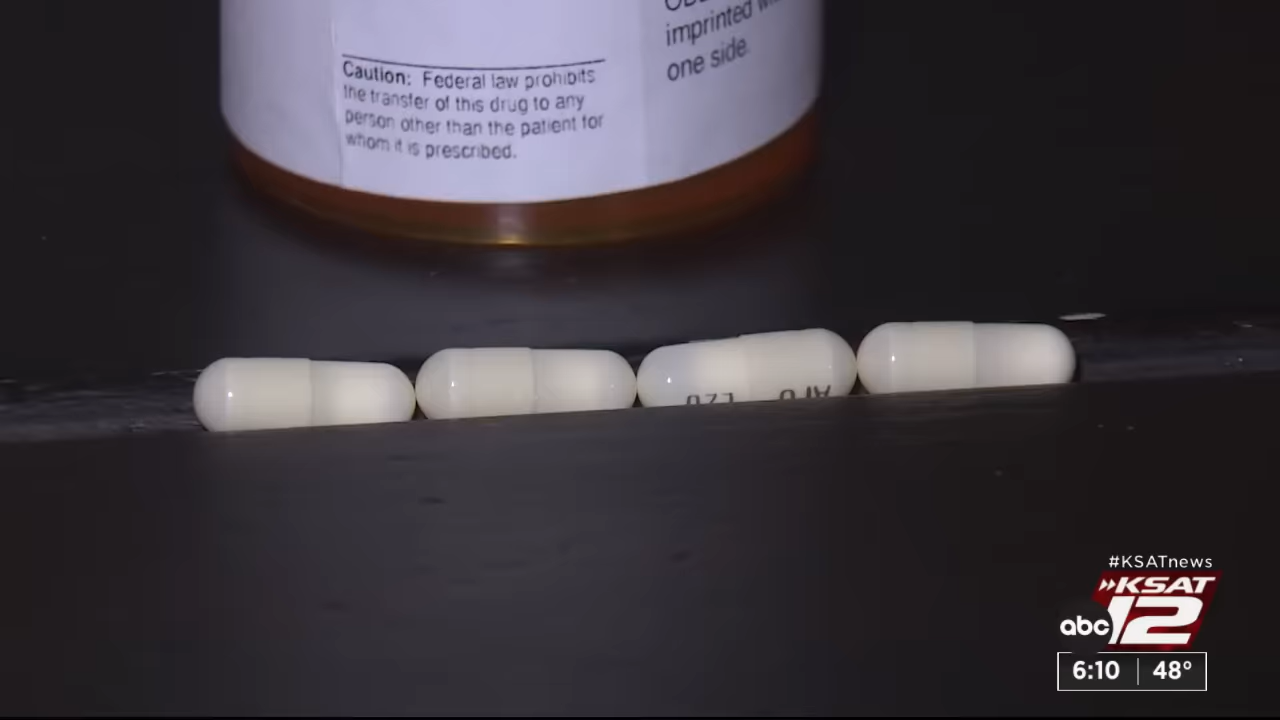 imprinted
one side.
Caution: Federal law prohibits
the transfer of this drug to any
person other than the patient for
whom it is prescribed.
#KSATnews
KSAT
abc 12
6:10 48°